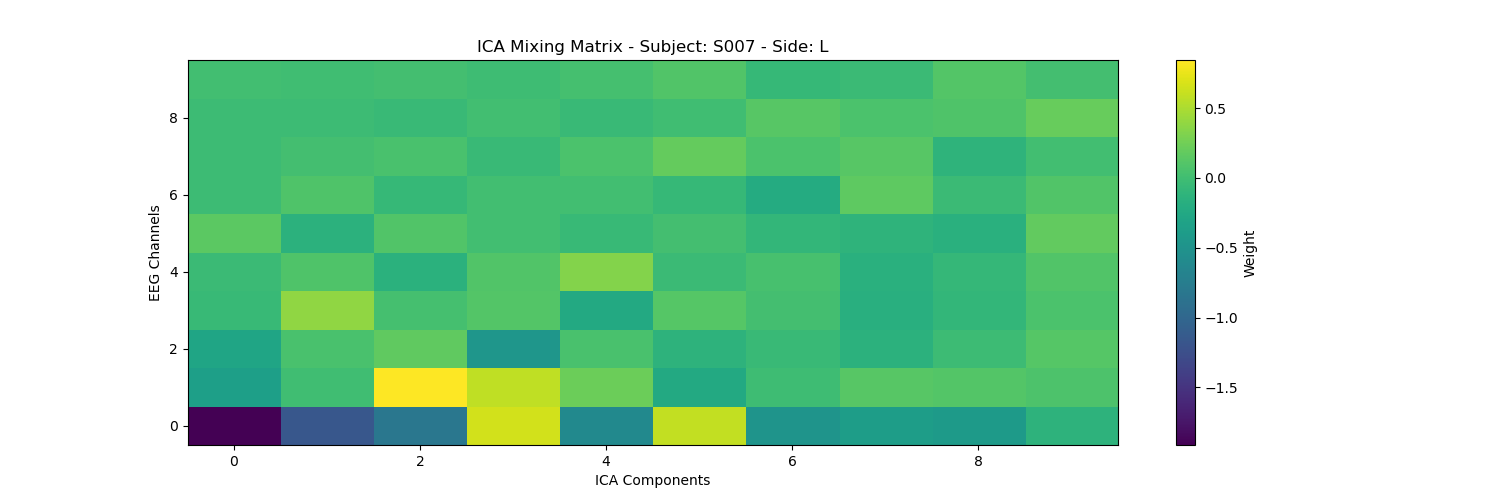 ICA Mixing Matrix - Subject: S007 - Side: L
8
6
4
2
0
EEG Channels
0 2 4 6 8
ICA Components
0.5
0.0
−0.5
−1.0
−1.5
Weight